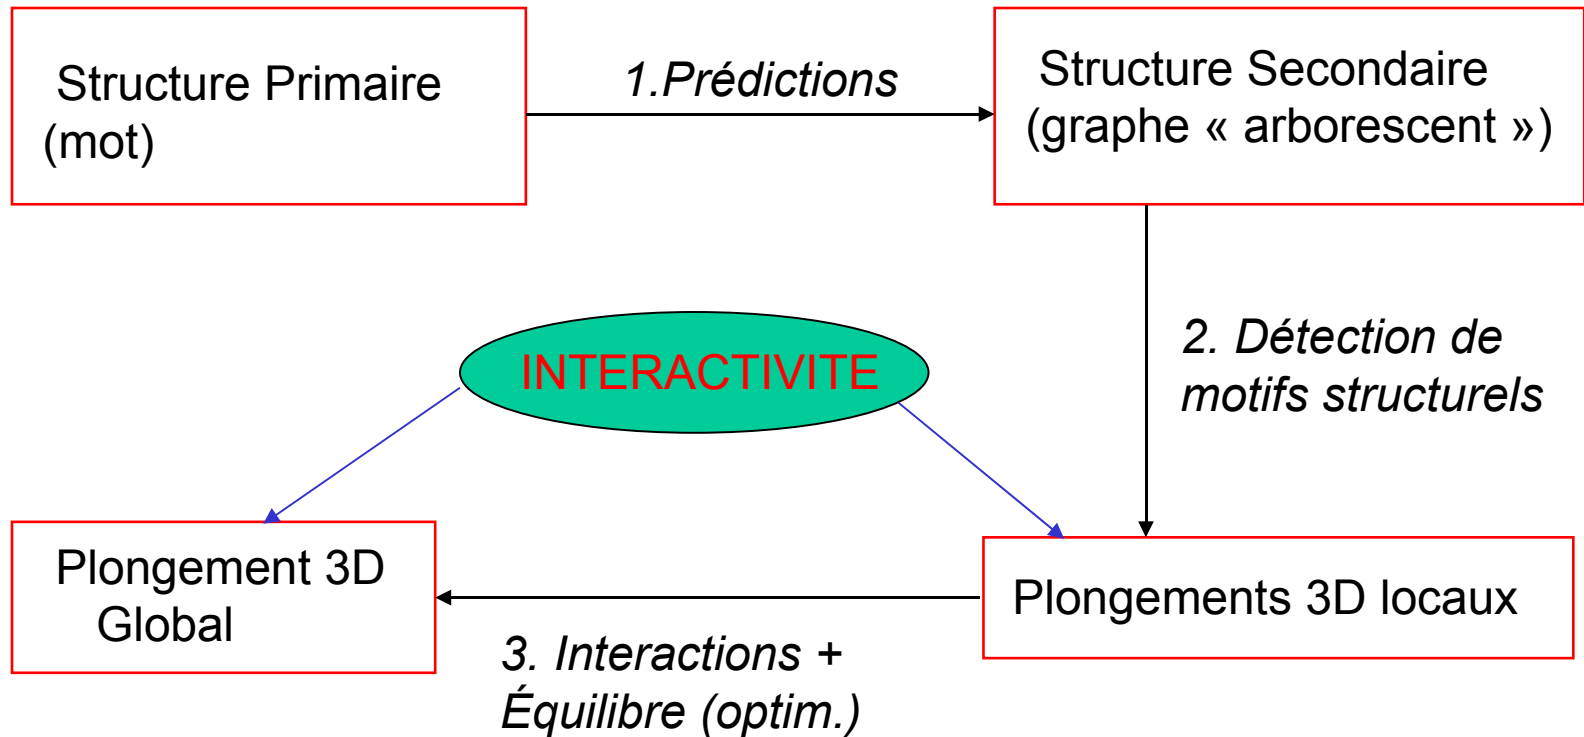 Structure Primaire
(mot)
1.Prédictions
Structure Secondaire
(graphe « arborescent »)
2. Détection de
motifs structurels
INTERACTIVITE
Plongement 3D
Global
Plongements 3D locaux
3. Interactions +
Équilibre (optim.)